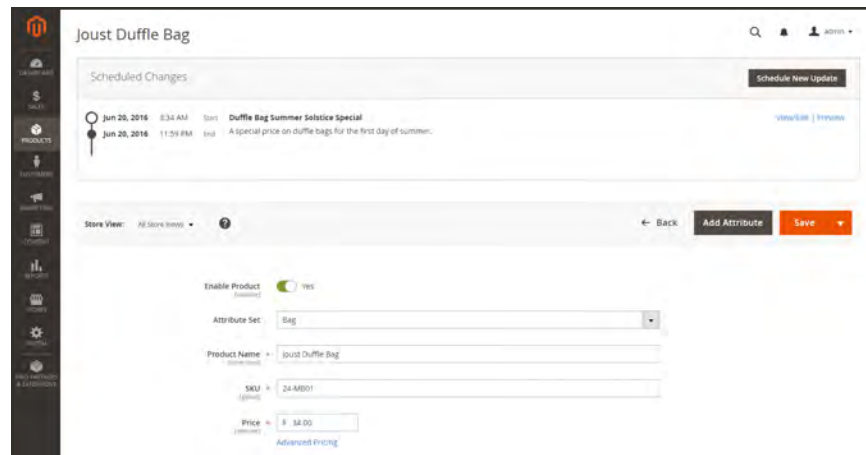 Joust Duffle Bag
admin
DASHBOARD
Scheduled Changes
Schedule New Update
$
SALES
Jun 20, 2016 8:34 AM Start Duffle Bag Summer Solstice Special
View/Edit | Preview
Jun 20, 2016 11:59 PM End A special price on duffle bags for the first day of summer.
PRODUCTS
CUSTOMERS
MARKETING
Store View: All Store Views
?
← Back
Add Attribute
Save
CONTENT
REPORTS
Enable Product
[website]
Yes
STORES
Attribute Set
Bag
SYSTEM
Product Name *
[store view]
Joust Duffle Bag
FIND PARTNERS
& EXTENSIONS
SKU *
[global]
24-MB01
Price *
[website]
34.00
Advanced Pricing